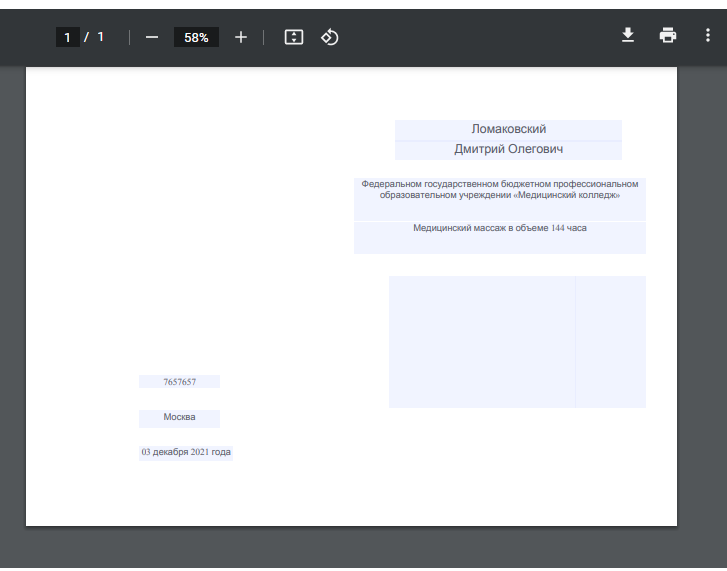 1 / 1
58%
Ломаковский
Дмитрий Олегович
Федеральном государственном бюджетном профессиональном
образовательном учреждении «Медицинский колледж»
Медицинский массаж в объеме 144 часа
7657657
Москва
03 декабря 2021 года